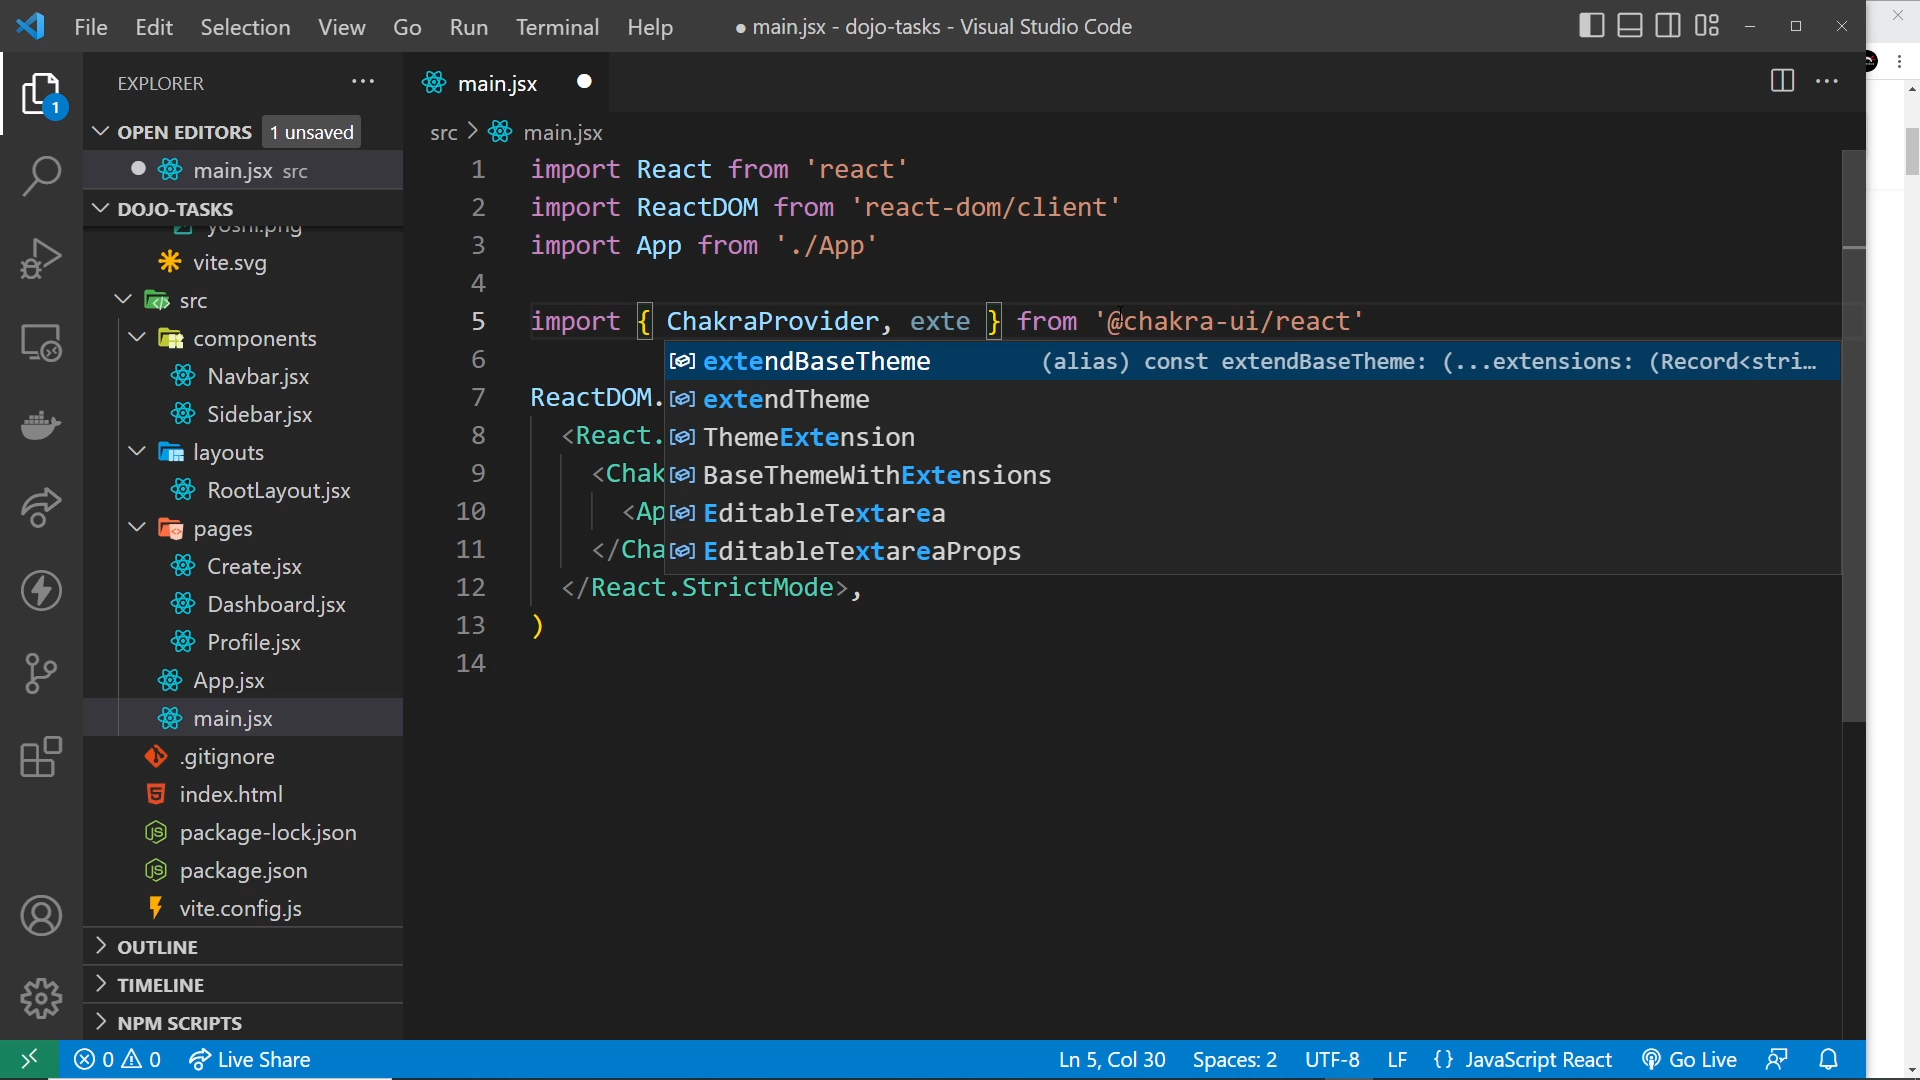 File Edit Selection View Go Run Terminal Help ● main.jsx - dojo-tasks - Visual Studio Code
EXPLORER
1
OPEN EDITORS 1 unsaved
main.jsx src
DOJO-TASKS
yoshi.png
vite.svg
src
components
Navbar.jsx
Sidebar.jsx
layouts
RootLayout.jsx
pages
Create.jsx
Dashboard.jsx
Profile.jsx
App.jsx
main.jsx
.gitignore
index.html
package-lock.json
package.json
vite.config.js
OUTLINE
TIMELINE
NPM SCRIPTS
main.jsx
src > main.jsx
1 import React from 'react'
2 import ReactDOM from 'react-dom/client'
3 import App from './App'
4
5 import { ChakraProvider, exte } from '@chakra-ui/react'
6
7 ReactDOM.
8 <React.
9 <Chak
10 <Ap
11 </Cha
12 </React.StrictMode>,
13 )
14
extendBaseTheme (alias) const extendBaseTheme: (...extensions: (Record<stri...
extendTheme
ThemeExtension
BaseThemeWithExtensions
EditableTextarea
EditableTextareaProps
0 0 Live Share Ln 5, Col 30 Spaces: 2 UTF-8 LF {} JavaScript React Go Live